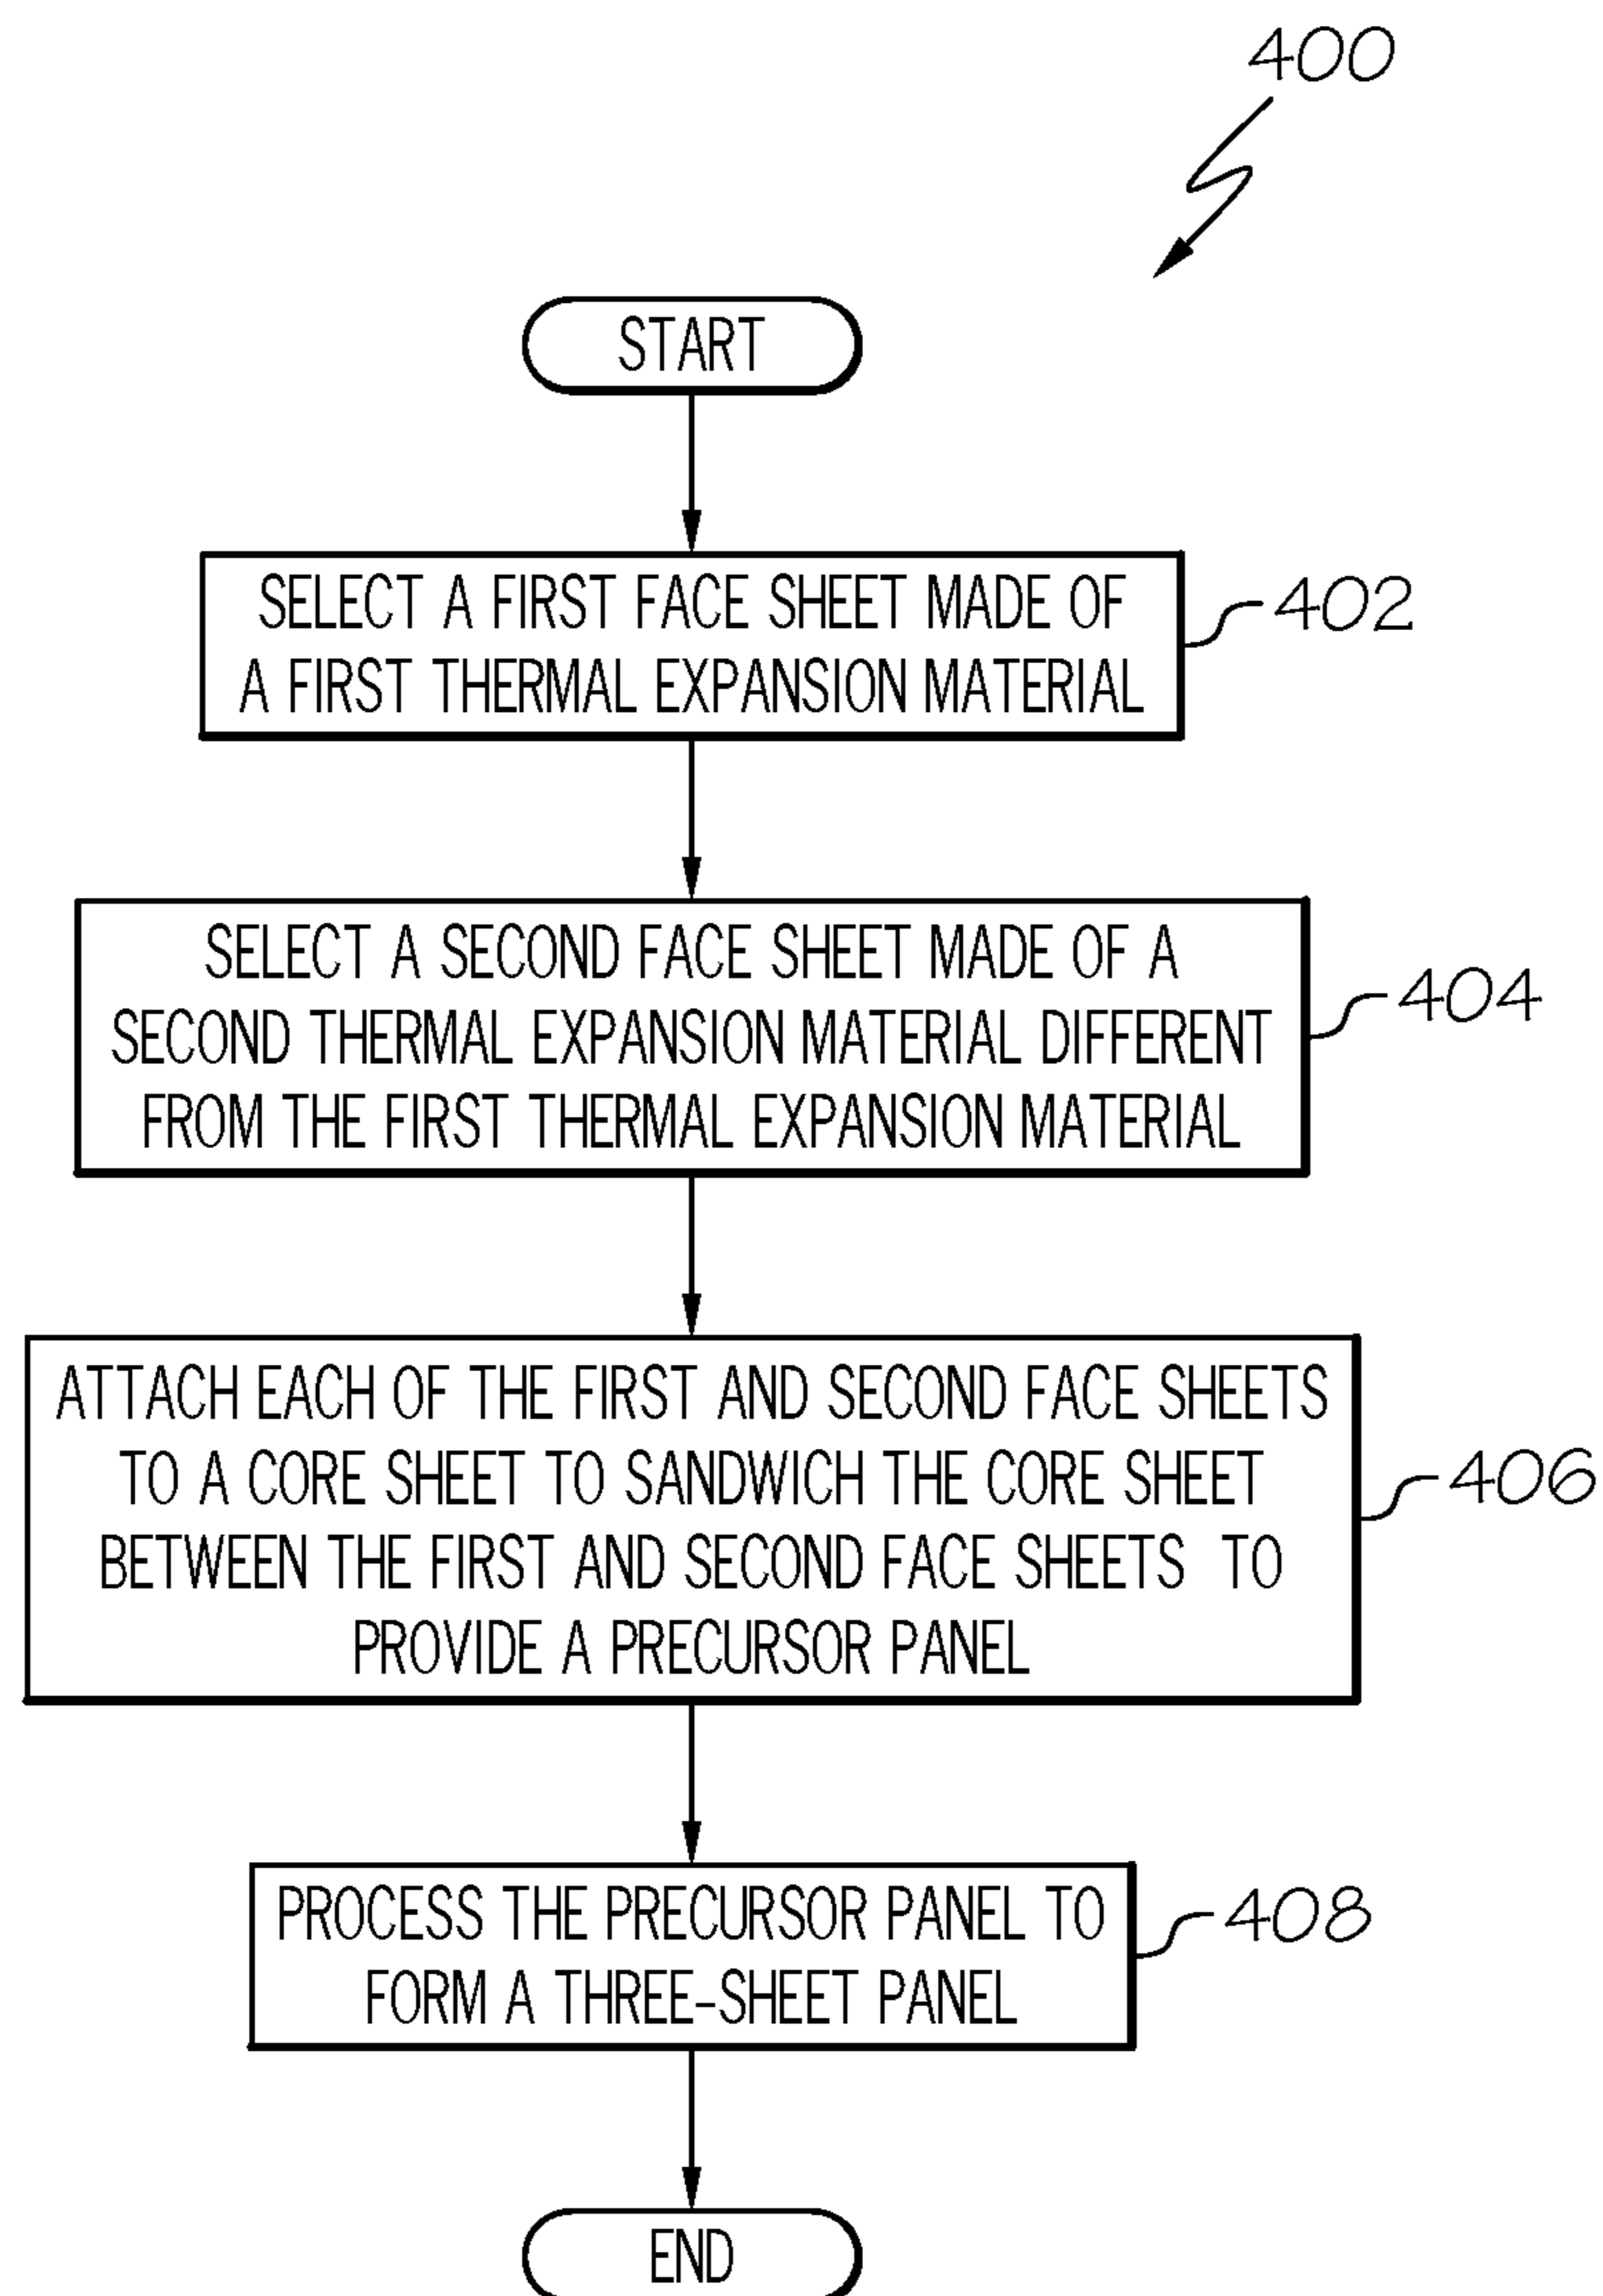 400
START
SELECT A FIRST FACE SHEET MADE OF
A FIRST THERMAL EXPANSION MATERIAL
402
SELECT A SECOND FACE SHEET MADE OF A
SECOND THERMAL EXPANSION MATERIAL DIFFERENT
FROM THE FIRST THERMAL EXPANSION MATERIAL
404
ATTACH EACH OF THE FIRST AND SECOND FACE SHEETS
TO A CORE SHEET TO SANDWICH THE CORE SHEET
BETWEEN THE FIRST AND SECOND FACE SHEETS TO
PROVIDE A PRECURSOR PANEL
406
PROCESS THE PRECURSOR PANEL TO
FORM A THREE-SHEET PANEL
408
END